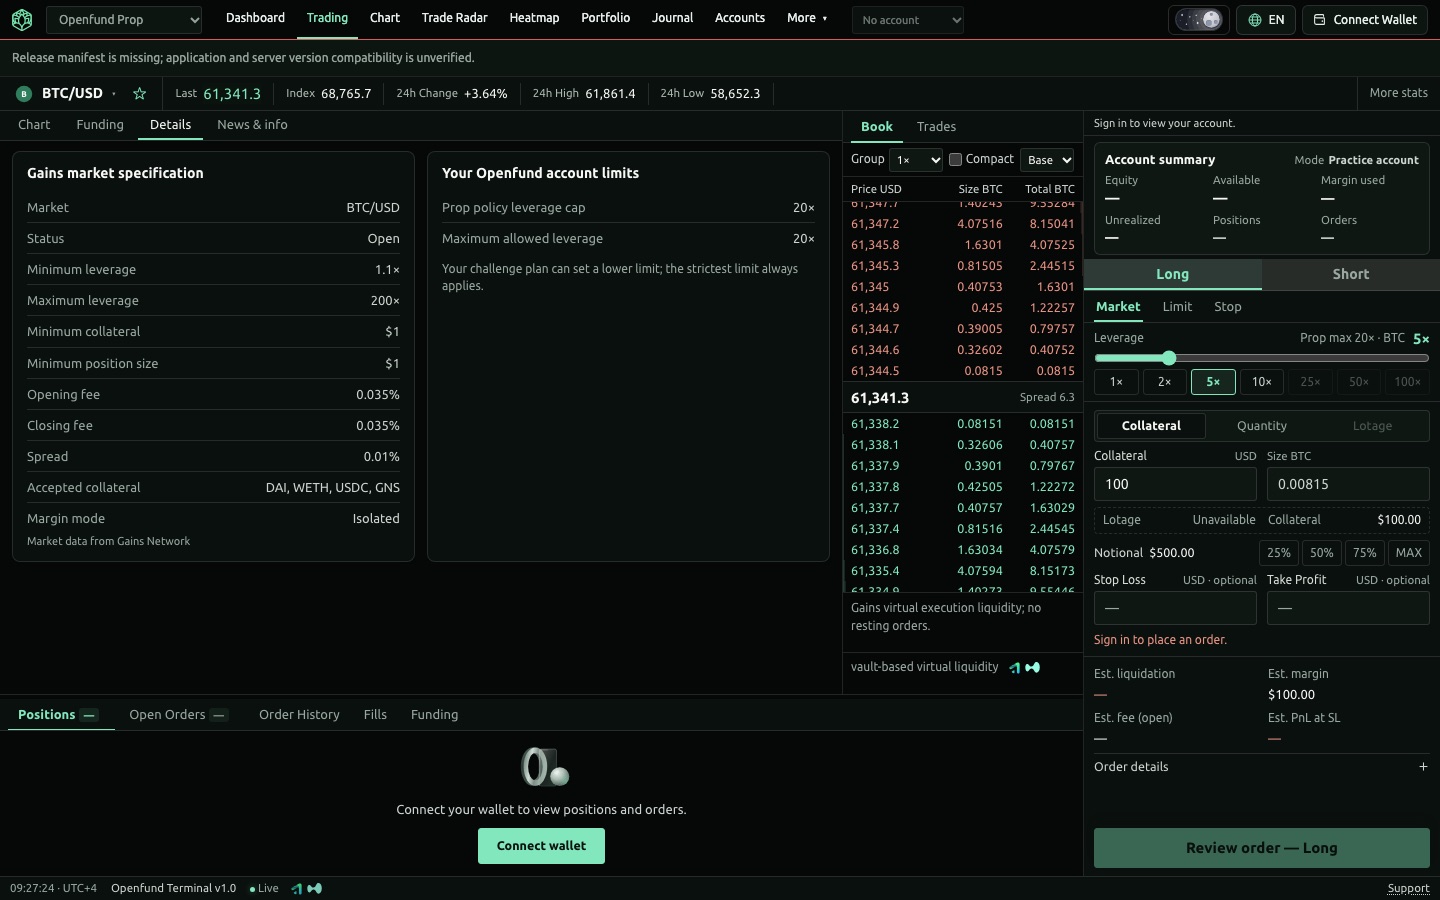 Openfund Prop
Dashboard Trading Chart Trade Radar Heatmap Portfolio Journal Accounts More
No account
EN
Connect Wallet
Release manifest is missing; application and server version compatibility is unverified.
B BTC/USD
Last 61,341.3
Index 68,765.7
24h Change +3.64%
24h High 61,861.4
24h Low 58,652.3
More stats
Chart Funding Details News & info
Gains market specification
Market BTC/USD
Status Open
Minimum leverage 1.1×
Maximum leverage 200×
Minimum collateral $1
Minimum position size $1
Opening fee 0.035%
Closing fee 0.035%
Spread 0.01%
Accepted collateral DAI, WETH, USDC, GNS
Margin mode Isolated
Market data from Gains Network
Your Openfund account limits
Prop policy leverage cap 20×
Maximum allowed leverage 20×
Your challenge plan can set a lower limit; the strictest limit always
applies.
Book Trades
Group 1× Compact Base
Price USD Size BTC Total BTC
61,347.7 1.40243 9.55284
61,347.2 4.07516 8.15041
61,345.8 1.6301 4.07525
61,345.3 0.81505 2.44515
61,345 0.40753 1.6301
61,344.9 0.425 1.22257
61,344.7 0.39005 0.79757
61,344.6 0.32602 0.40752
61,344.5 0.0815 0.0815
61,341.3 Spread 6.3
61,338.2 0.08151 0.08151
61,338.1 0.32606 0.40757
61,337.9 0.3901 0.79767
61,337.8 0.42505 1.22272
61,337.7 0.40757 1.63029
61,337.4 0.81516 2.44545
61,336.8 1.63034 4.07579
61,335.4 4.07594 8.15173
61,334.9 1.40273 9.55446
Gains virtual execution liquidity; no
resting orders.
vault-based virtual liquidity
Sign in to view your account.
Account summary Mode Practice account
Equity Available Margin used
— — —
Unrealized Positions Orders
— — —
Long Short
Market Limit Stop
Leverage Prop max 20× · BTC 5×
1× 2× 5× 10× 25× 50× 100×
Collateral Quantity Lotage
Collateral USD Size BTC
100 0.00815
Lotage Unavailable Collateral $100.00
Notional $500.00 25% 50% 75% MAX
Stop Loss USD · optional Take Profit USD · optional
— —
Sign in to place an order.
Est. liquidation Est. margin
— $100.00
Est. fee (open) Est. PnL at SL
— —
Order details +
Review order — Long
Positions — Open Orders — Order History Fills Funding
Connect your wallet to view positions and orders.
Connect wallet
09:27:24 · UTC+4 Openfund Terminal v1.0 Live
Support